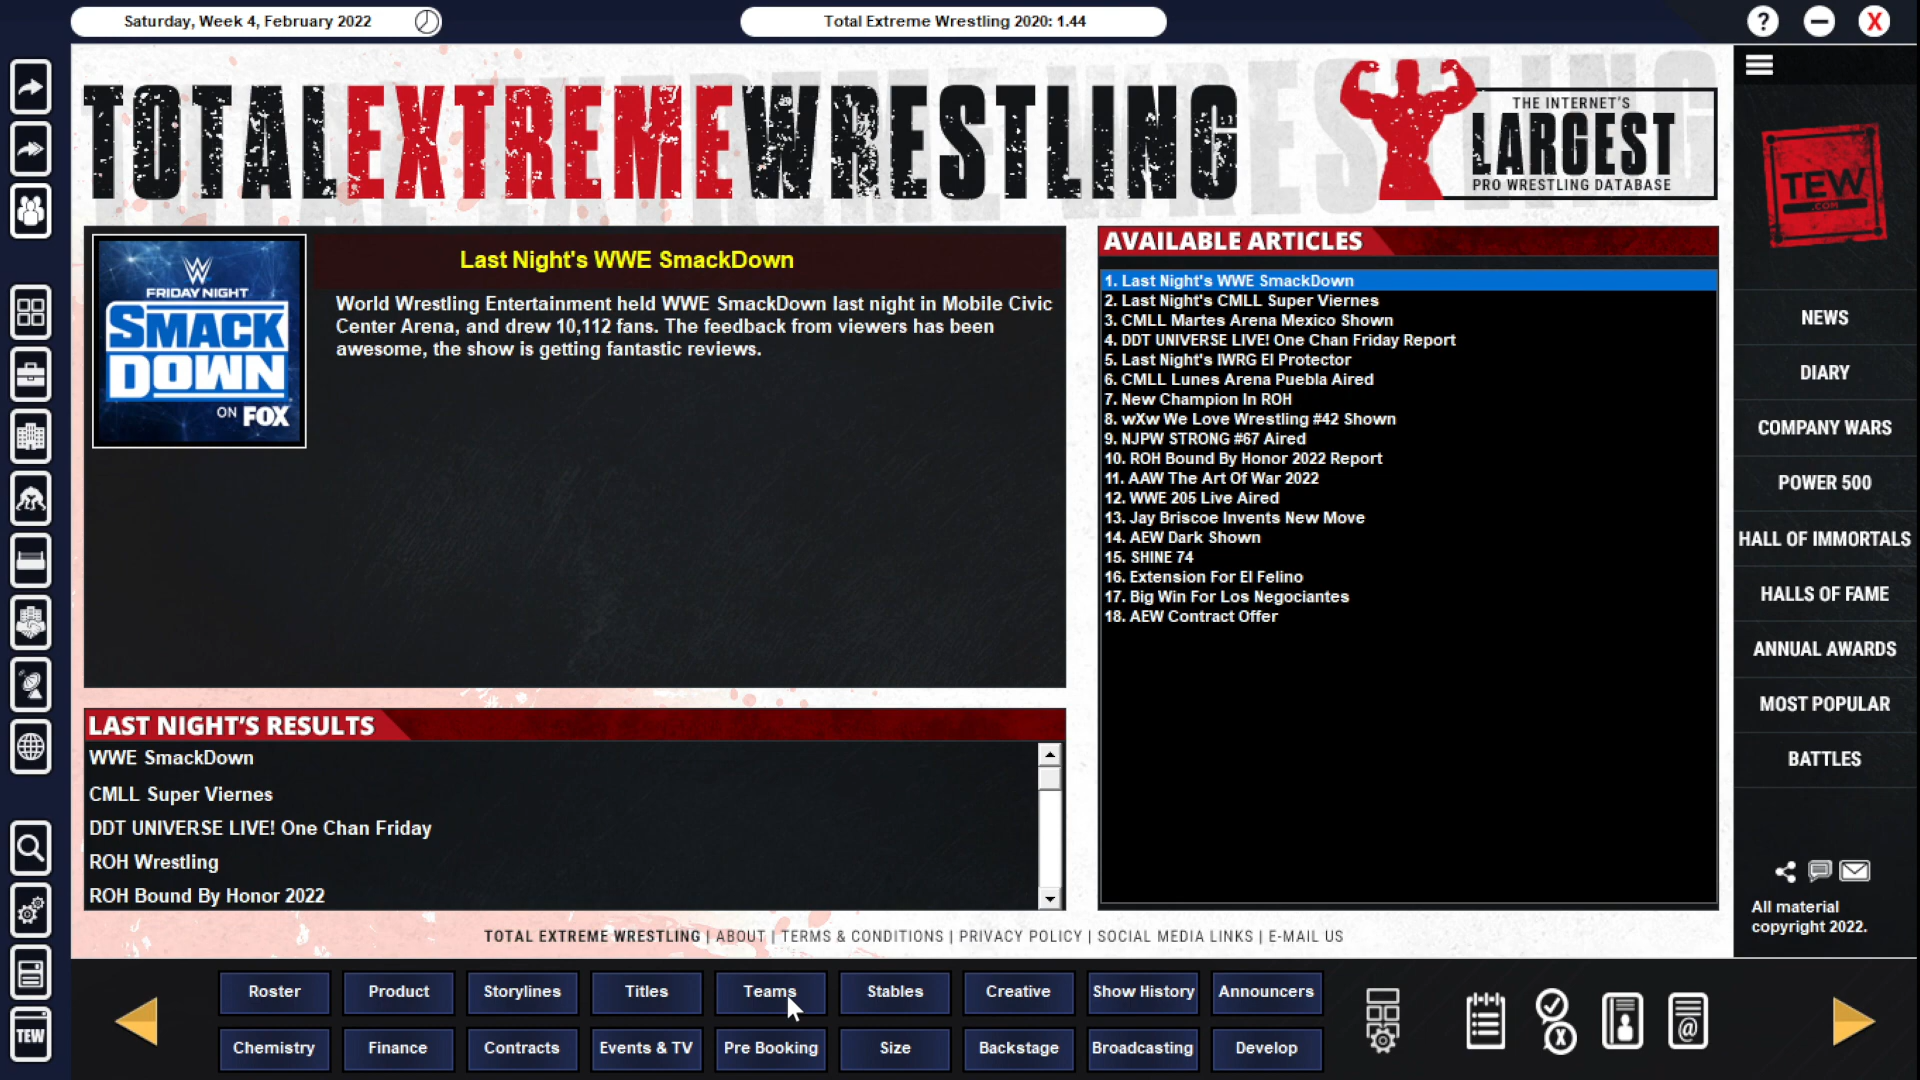 Saturday, Week 4, February 2022
Total Extreme Wrestling 2020: 1.44
?
X
TOTALEXTREMEWRESTLING
THE INTERNET'S
LARGEST
PRO WRESTLING DATABASE
TEW
.COM
W
FRIDAY NIGHT
SMACK
DOWN
ON FOX
Last Night's WWE SmackDown
World Wrestling Entertainment held WWE SmackDown last night in Mobile Civic
Center Arena, and drew 10,112 fans. The feedback from viewers has been
awesome, the show is getting fantastic reviews.
AVAILABLE ARTICLES
1. Last Night's WWE SmackDown
2. Last Night's CMLL Super Viernes
3. CMLL Martes Arena Mexico Shown
4. DDT UNIVERSE LIVE! One Chan Friday Report
5. Last Night's IWRG El Protector
6. CMLL Lunes Arena Puebla Aired
7. New Champion In ROH
8. wXw We Love Wrestling #42 Shown
9. NJPW STRONG #67 Aired
10. ROH Bound By Honor 2022 Report
11. AAW The Art Of War 2022
12. WWE 205 Live Aired
13. Jay Briscoe Invents New Move
14. AEW Dark Shown
15. SHINE 74
16. Extension For El Felino
17. Big Win For Los Negociantes
18. AEW Contract Offer
NEWS
DIARY
COMPANY WARS
POWER 500
HALL OF IMMORTALS
HALLS OF FAME
ANNUAL AWARDS
MOST POPULAR
BATTLES
All material
copyright 2022.
LAST NIGHT'S RESULTS
WWE SmackDown
CMLL Super Viernes
DDT UNIVERSE LIVE! One Chan Friday
ROH Wrestling
ROH Bound By Honor 2022
TOTAL EXTREME WRESTLING | ABOUT | TERMS & CONDITIONS | PRIVACY POLICY | SOCIAL MEDIA LINKS | E-MAIL US
TEW
Roster Product Storylines Titles Teams Stables Creative Show History Announcers
Chemistry Finance Contracts Events & TV Pre Booking Size Backstage Broadcasting Develop